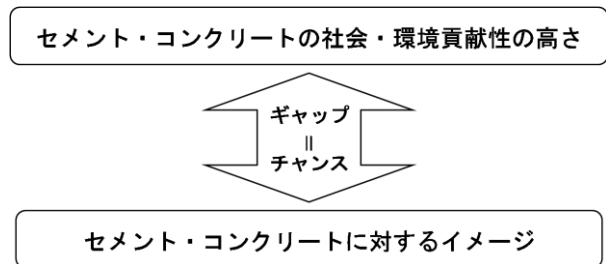 セメント・コンクリートの社会・環境貢献性の高さ
ギャップ
॥
チャンス
セメント・コンクリートに対するイメージ